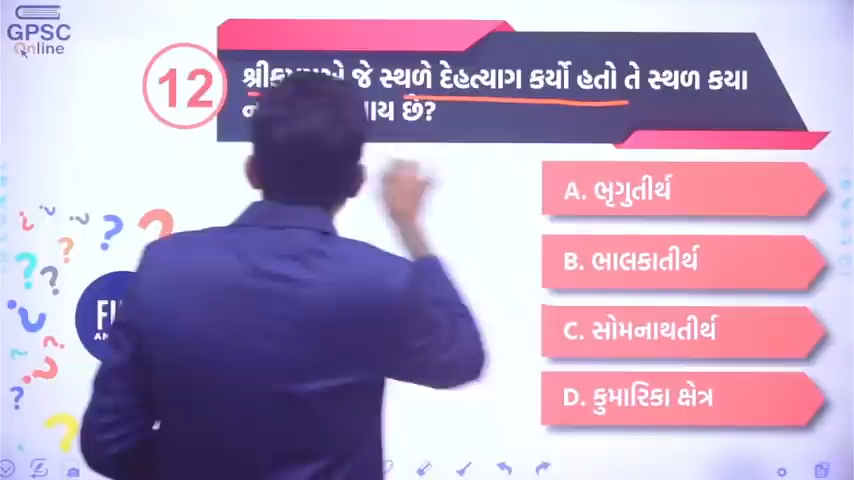 GPSC
Online
12
જે સ્થળે દેહત્યાગ કર્યો હતો તે સ્થળ કયા
છે?
A. ભૃગુતીર્થ
B. ભાલકાતીર્થ
C. સોમનાથતીર્થ
D. કુમારિકા ક્ષેત્ર